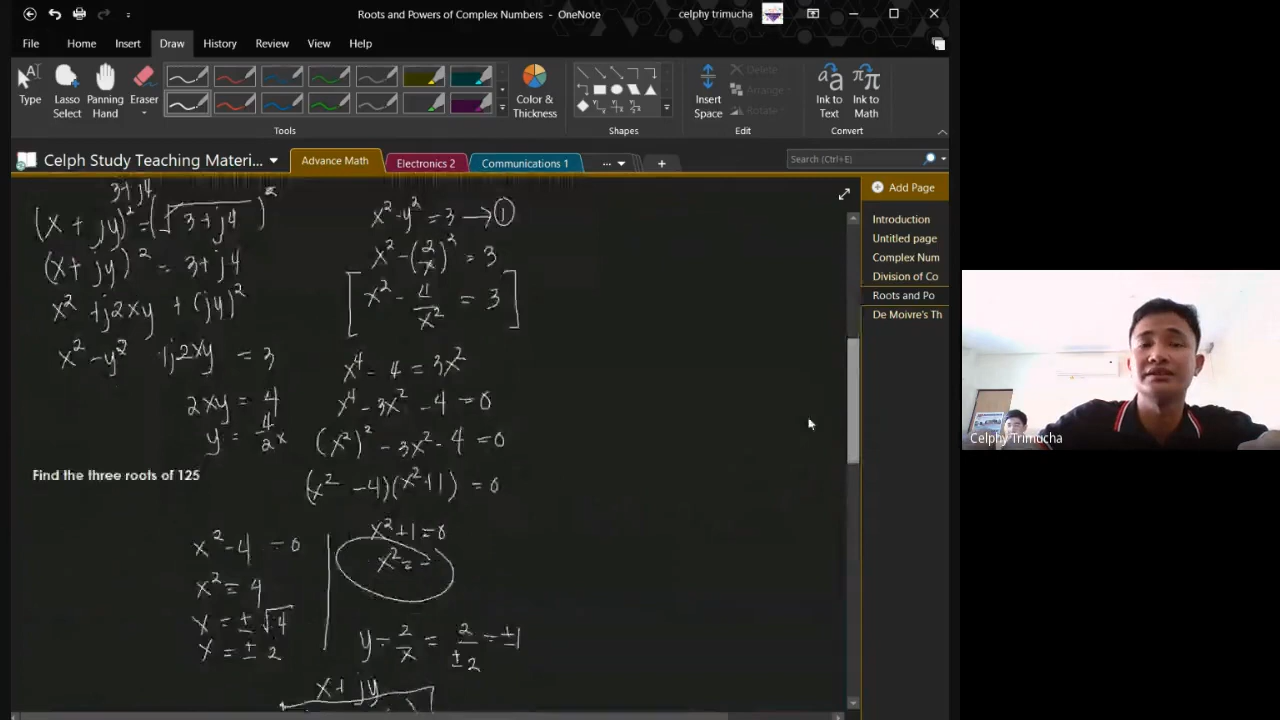 Roots and Powers of Complex Numbers - OneNote
celphy trimucha
File Home Insert Draw History Review View Help
Type
Lasso Select
Panning Hand
Eraser
Color & Thickness
Insert Space
Delete
Arrange
Rotate
Ink to Text
Ink to Math
Tools
Shapes
Edit
Convert
Celph Study Teaching Materi...
Advance Math
Electronics 2
Communications 1
...
Search (Ctrl+E)
Add Page
Introduction
Untitled page
Complex Num
Division of Co
Roots and Po
De Moivre's Th
3+j4
(x + jy)² = (√3+j4)²
(x+ jy)² = 3+j4
x² +j2xy + (jy)²
x² -y² +j2xy = 3
2xy = 4
y = 4/2x
Find the three roots of 125
x² -4 = 0
x² = 4
x = ± √4
x = ± 2
x² -y² = 3 → ①
x² -(2/x)² = 3
[x² - 4/x² = 3]
x⁴ - 4 = 3x²
x⁴ -3x² -4 =0
(x²)² -3x² -4 =0
(x² -4)(x² +1) =0
x² +1 =0
x² = -
y = 2/x = 2/±2 = ±1
x+ jy
Celphy Trimucha